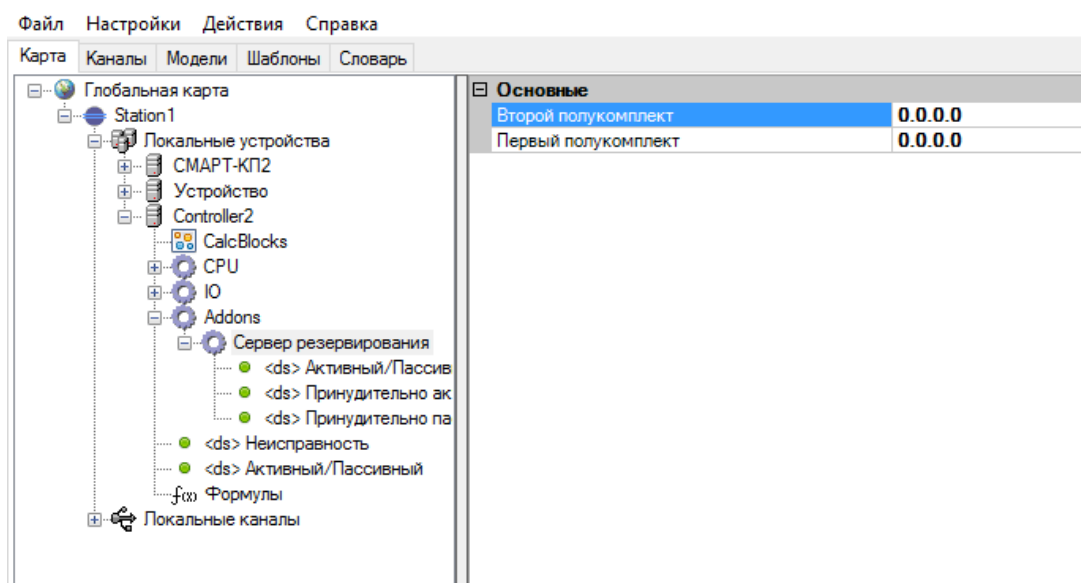 Файл Настройки Действия Справка
Карта Каналы Модели Шаблоны Словарь
Глобальная карта
Station1
Локальные устройства
СМАРТ-КП2
Устройство
Controller2
CalcBlocks
CPU
IO
Addons
Сервер резервирования
<ds> Активный/Пассив
<ds> Принудительно ак
<ds> Принудительно па
<ds> Неисправность
<ds> Активный/Пассивный
f(x) Формулы
Локальные каналы
Основные
Второй полукомплект 0.0.0.0
Первый полукомплект 0.0.0.0